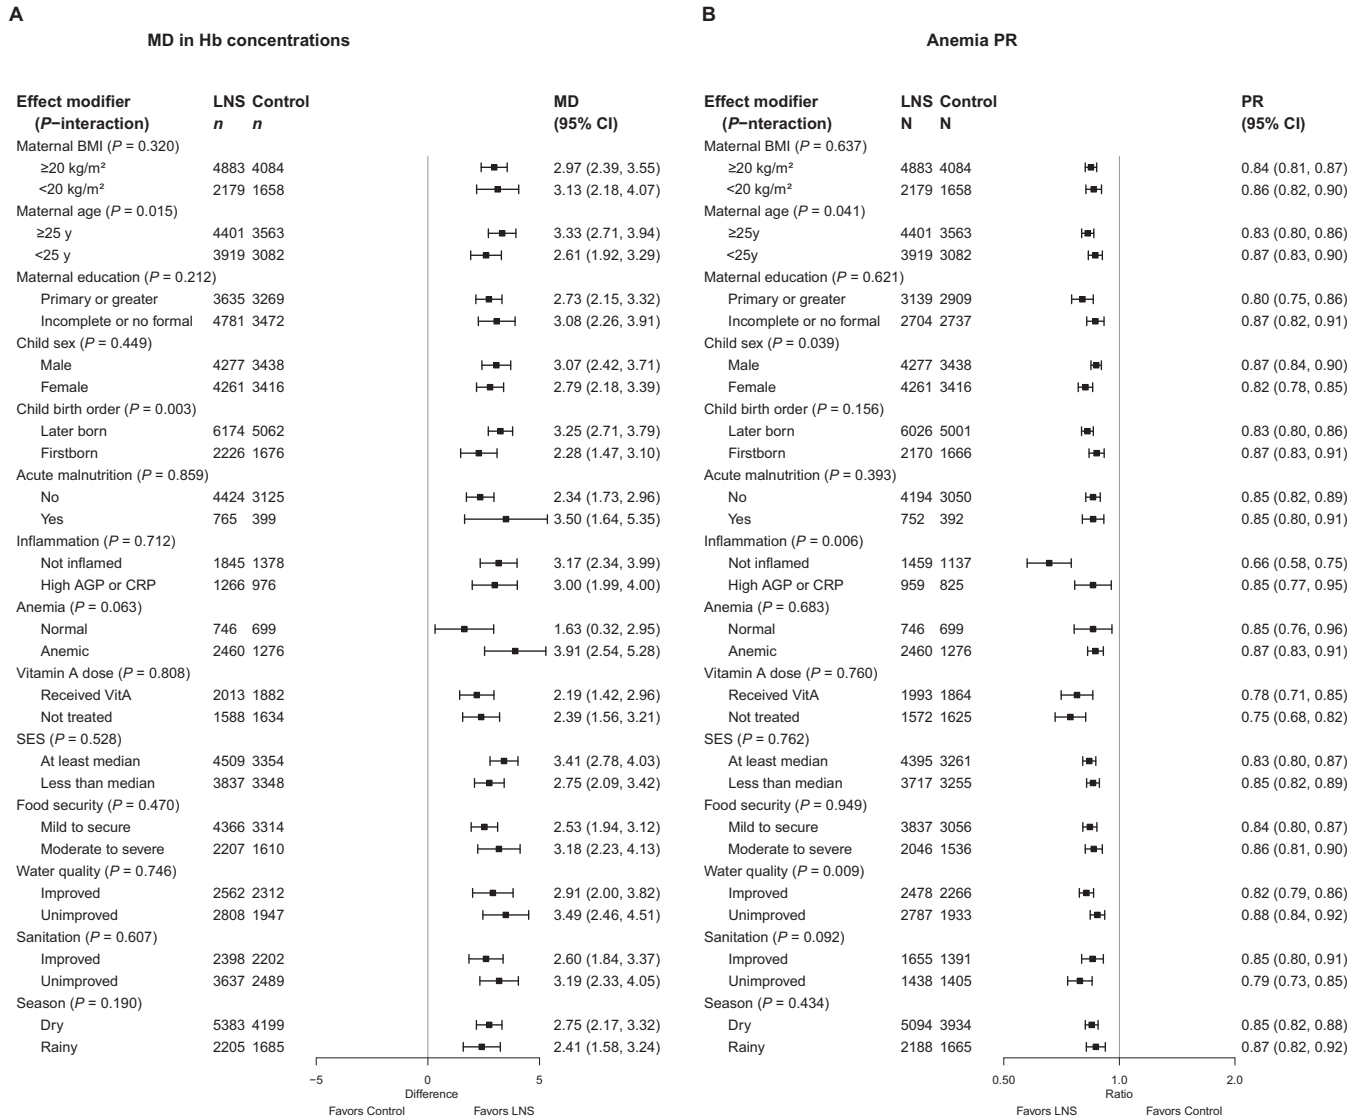 A
MD in Hb concentrations
Effect modifier LNS Control MD
(P−interaction) n n (95% CI)
Maternal BMI (P = 0.320)
≥20 kg/m² 4883 4084 2.97 (2.39, 3.55)
<20 kg/m² 2179 1658 3.13 (2.18, 4.07)
Maternal age (P = 0.015)
≥25 y 4401 3563 3.33 (2.71, 3.94)
<25 y 3919 3082 2.61 (1.92, 3.29)
Maternal education (P = 0.212)
Primary or greater 3635 3269 2.73 (2.15, 3.32)
Incomplete or no formal 4781 3472 3.08 (2.26, 3.91)
Child sex (P = 0.449)
Male 4277 3438 3.07 (2.42, 3.71)
Female 4261 3416 2.79 (2.18, 3.39)
Child birth order (P = 0.003)
Later born 6174 5062 3.25 (2.71, 3.79)
Firstborn 2226 1676 2.28 (1.47, 3.10)
Acute malnutrition (P = 0.859)
No 4424 3125 2.34 (1.73, 2.96)
Yes 765 399 3.50 (1.64, 5.35)
Inflammation (P = 0.712)
Not inflamed 1845 1378 3.17 (2.34, 3.99)
High AGP or CRP 1266 976 3.00 (1.99, 4.00)
Anemia (P = 0.063)
Normal 746 699 1.63 (0.32, 2.95)
Anemic 2460 1276 3.91 (2.54, 5.28)
Vitamin A dose (P = 0.808)
Received VitA 2013 1882 2.19 (1.42, 2.96)
Not treated 1588 1634 2.39 (1.56, 3.21)
SES (P = 0.528)
At least median 4509 3354 3.41 (2.78, 4.03)
Less than median 3837 3348 2.75 (2.09, 3.42)
Food security (P = 0.470)
Mild to secure 4366 3314 2.53 (1.94, 3.12)
Moderate to severe 2207 1610 3.18 (2.23, 4.13)
Water quality (P = 0.746)
Improved 2562 2312 2.91 (2.00, 3.82)
Unimproved 2808 1947 3.49 (2.46, 4.51)
Sanitation (P = 0.607)
Improved 2398 2202 2.60 (1.84, 3.37)
Unimproved 3637 2489 3.19 (2.33, 4.05)
Season (P = 0.190)
Dry 5383 4199 2.75 (2.17, 3.32)
Rainy 2205 1685 2.41 (1.58, 3.24)
−5 0 5
Difference
Favors Control Favors LNS
B
Anemia PR
Effect modifier LNS Control PR
(P−nteraction) N N (95% CI)
Maternal BMI (P = 0.637)
≥20 kg/m² 4883 4084 0.84 (0.81, 0.87)
<20 kg/m² 2179 1658 0.86 (0.82, 0.90)
Maternal age (P = 0.041)
≥25y 4401 3563 0.83 (0.80, 0.86)
<25y 3919 3082 0.87 (0.83, 0.90)
Maternal education (P = 0.621)
Primary or greater 3139 2909 0.80 (0.75, 0.86)
Incomplete or no formal 2704 2737 0.87 (0.82, 0.91)
Child sex (P = 0.039)
Male 4277 3438 0.87 (0.84, 0.90)
Female 4261 3416 0.82 (0.78, 0.85)
Child birth order (P = 0.156)
Later born 6026 5001 0.83 (0.80, 0.86)
Firstborn 2170 1666 0.87 (0.83, 0.91)
Acute malnutrition (P = 0.393)
No 4194 3050 0.85 (0.82, 0.89)
Yes 752 392 0.85 (0.80, 0.91)
Inflammation (P = 0.006)
Not inflamed 1459 1137 0.66 (0.58, 0.75)
High AGP or CRP 959 825 0.85 (0.77, 0.95)
Anemia (P = 0.683)
Normal 746 699 0.85 (0.76, 0.96)
Anemic 2460 1276 0.87 (0.83, 0.91)
Vitamin A dose (P = 0.760)
Received VitA 1993 1864 0.78 (0.71, 0.85)
Not treated 1572 1625 0.75 (0.68, 0.82)
SES (P = 0.762)
At least median 4395 3261 0.83 (0.80, 0.87)
Less than median 3717 3255 0.85 (0.82, 0.89)
Food security (P = 0.949)
Mild to secure 3837 3056 0.84 (0.80, 0.87)
Moderate to severe 2046 1536 0.86 (0.81, 0.90)
Water quality (P = 0.009)
Improved 2478 2266 0.82 (0.79, 0.86)
Unimproved 2787 1933 0.88 (0.84, 0.92)
Sanitation (P = 0.092)
Improved 1655 1391 0.85 (0.80, 0.91)
Unimproved 1438 1405 0.79 (0.73, 0.85)
Season (P = 0.434)
Dry 5094 3934 0.85 (0.82, 0.88)
Rainy 2188 1665 0.87 (0.82, 0.92)
0.50 1.0 2.0
Ratio
Favors LNS Favors Control